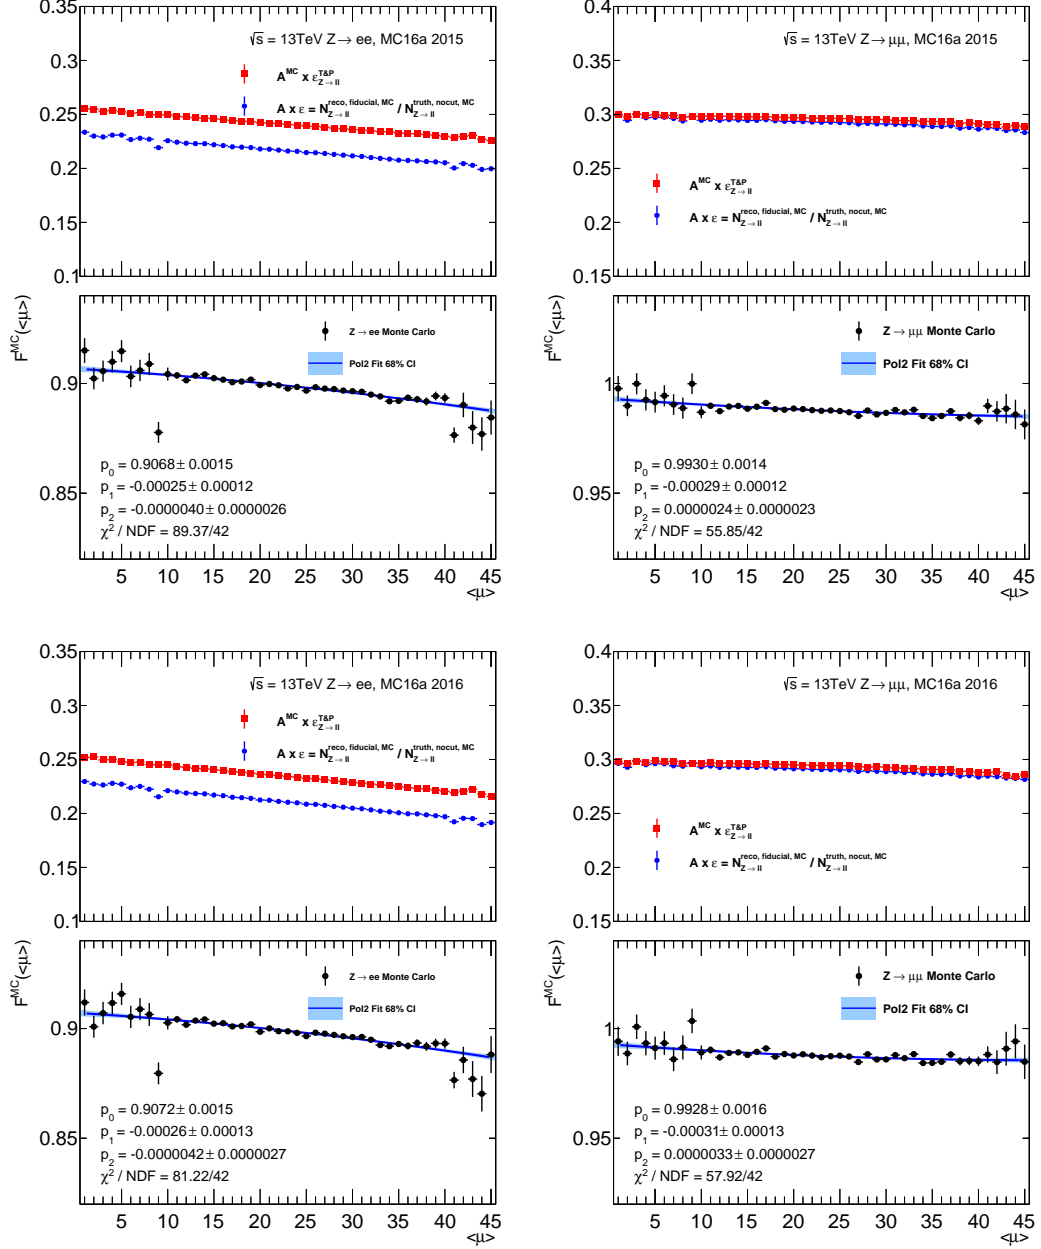 0.35
0.3
0.25
0.2
0.15
0.1
√s = 13TeV Z→ ee, MC16a 2015
A^MC x ε^T&P_Z→ll
A x ε = N^reco, fiducial, MC_Z→ll / N^truth, nocut, MC_Z→ll
F^MC(<μ>)
0.9
0.85
Z→ee Monte Carlo
Pol2 Fit 68% CI
p_0 = 0.9068± 0.0015
p_1 = -0.00025± 0.00012
p_2 = -0.0000040± 0.0000026
χ² / NDF = 89.37/42
5 10 15 20 25 30 35 40 45
<μ>
0.4
0.35
0.3
0.25
0.2
0.15
√s = 13TeV Z→ μμ, MC16a 2015
A^MC x ε^T&P_Z→ll
A x ε = N^reco, fiducial, MC_Z→ll / N^truth, nocut, MC_Z→ll
F^MC(<μ>)
1
0.95
Z→μμ Monte Carlo
Pol2 Fit 68% CI
p_0 = 0.9930± 0.0014
p_1 = -0.00029± 0.00012
p_2 = 0.0000024± 0.0000023
χ² / NDF = 55.85/42
5 10 15 20 25 30 35 40 45
<μ>
0.35
0.3
0.25
0.2
0.15
0.1
√s = 13TeV Z→ ee, MC16a 2016
A^MC x ε^T&P_Z→ll
A x ε = N^reco, fiducial, MC_Z→ll / N^truth, nocut, MC_Z→ll
F^MC(<μ>)
0.9
0.85
Z→ee Monte Carlo
Pol2 Fit 68% CI
p_0 = 0.9072± 0.0015
p_1 = -0.00026± 0.00013
p_2 = -0.0000042± 0.0000027
χ² / NDF = 81.22/42
5 10 15 20 25 30 35 40 45
<μ>
0.4
0.35
0.3
0.25
0.2
0.15
√s = 13TeV Z→ μμ, MC16a 2016
A^MC x ε^T&P_Z→ll
A x ε = N^reco, fiducial, MC_Z→ll / N^truth, nocut, MC_Z→ll
F^MC(<μ>)
1
0.95
Z→μμ Monte Carlo
Pol2 Fit 68% CI
p_0 = 0.9928± 0.0016
p_1 = -0.00031± 0.00013
p_2 = 0.0000033± 0.0000027
χ² / NDF = 57.92/42
5 10 15 20 25 30 35 40 45
<μ>